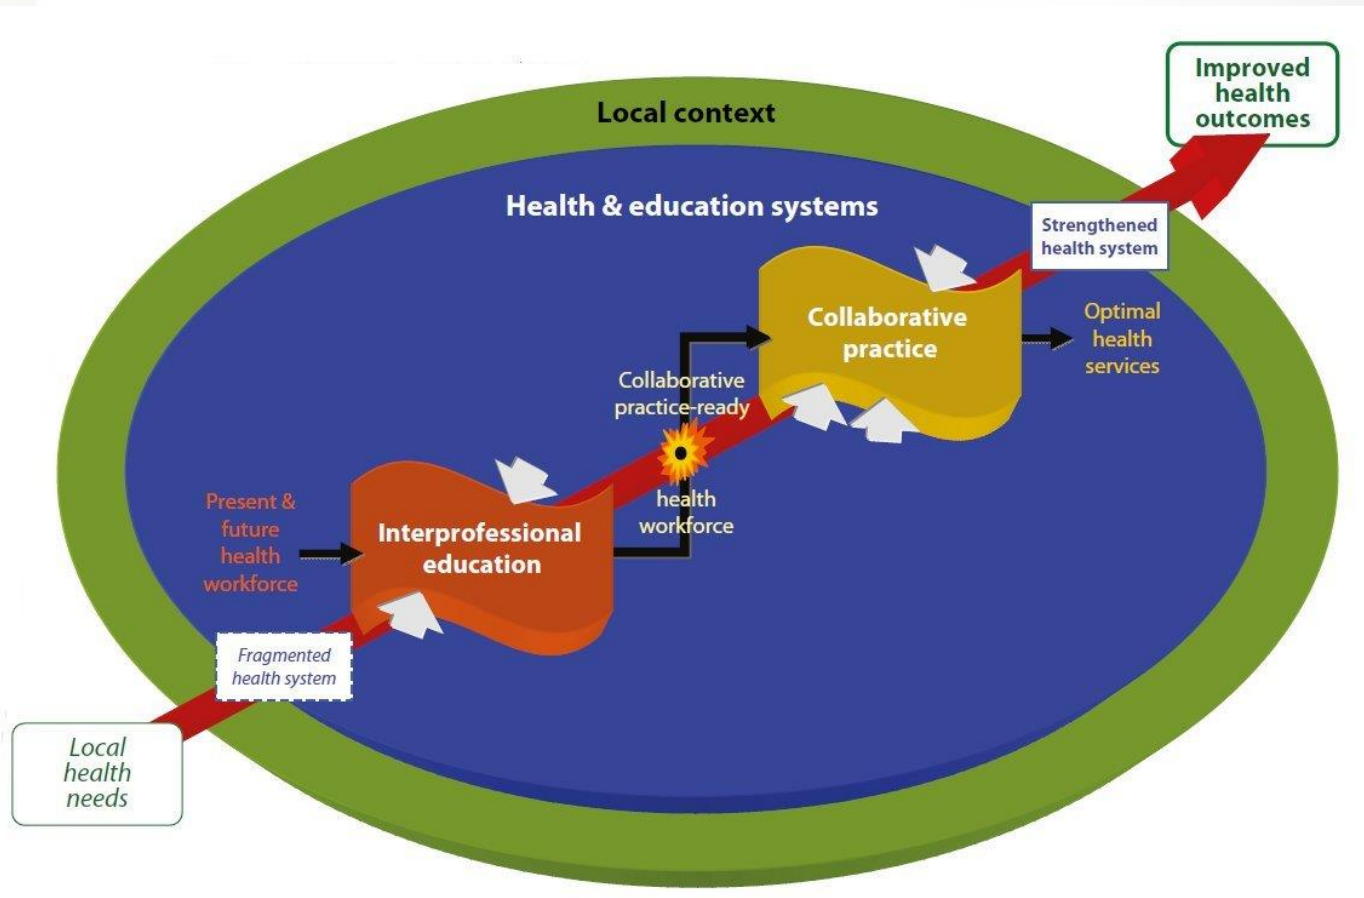 Improved
health
outcomes
Local context
Health & education systems
Strengthened
health system
Collaborative
practice
Optimal
health
services
Collaborative
practice-ready
health
workforce
Present &
future
health
workforce
Interprofessional
education
Fragmented
health system
Local
health
needs